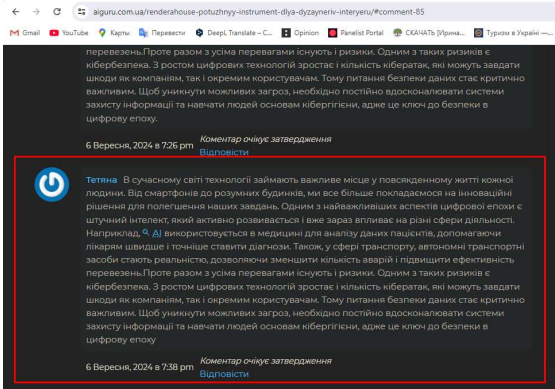 aiguru.com.ua/renderahouse-potuzhnyy-instrument-dlya-dyzayneriv-interyeru/#comment-85
Gmail YouTube Карты Перевести DeepL Translate – C... Opinion Panelist Portal СКАЧАТЬ [Ирина... Туризм в Україні —...
перевезень.Проте разом з усіма перевагами існують і ризики. Одним з таких ризиків є
кібербезпека. З ростом цифрових технологій зростає і кількість кібератак, які можуть завдати
шкоди як компаніям, так і окремим користувачам. Тому питання безпеки даних стає критично
важливим. Щоб уникнути можливих загроз, необхідно постійно вдосконалювати системи
захисту інформації та навчати людей основам кібергігієни, адже це ключ до безпеки в
цифрову епоху.
6 Вересня, 2024 в 7:26 pm
Коментар очікує затвердження
Відповісти
Тетяна В сучасному світі технології займають важливе місце у повсякденному житті кожної
людини. Від смартфонів до розумних будинків, ми все більше покладаємося на інноваційні
рішення для полегшення наших завдань. Одним з найважливіших аспектів цифрової епохи є
штучний інтелект, який активно розвивається і вже зараз впливає на різні сфери діяльності.
Наприклад, AI використовується в медицині для аналізу даних пацієнтів, допомагаючи
лікарям швидше і точніше ставити діагнози. Також, у сфері транспорту, автономні транспортні
засоби стають реальністю, дозволяючи зменшити кількість аварій і підвищити ефективність
перевезень.Проте разом з усіма перевагами існують і ризики. Одним з таких ризиків є
кібербезпека. З ростом цифрових технологій зростає і кількість кібератак, які можуть завдати
шкоди як компаніям, так і окремим користувачам. Тому питання безпеки даних стає критично
важливим. Щоб уникнути можливих загроз, необхідно постійно вдосконалювати системи
захисту інформації та навчати людей основам кібергігієни, адже це ключ до безпеки в
цифрову епоху
6 Вересня, 2024 в 7:38 pm
Коментар очікує затвердження
Відповісти